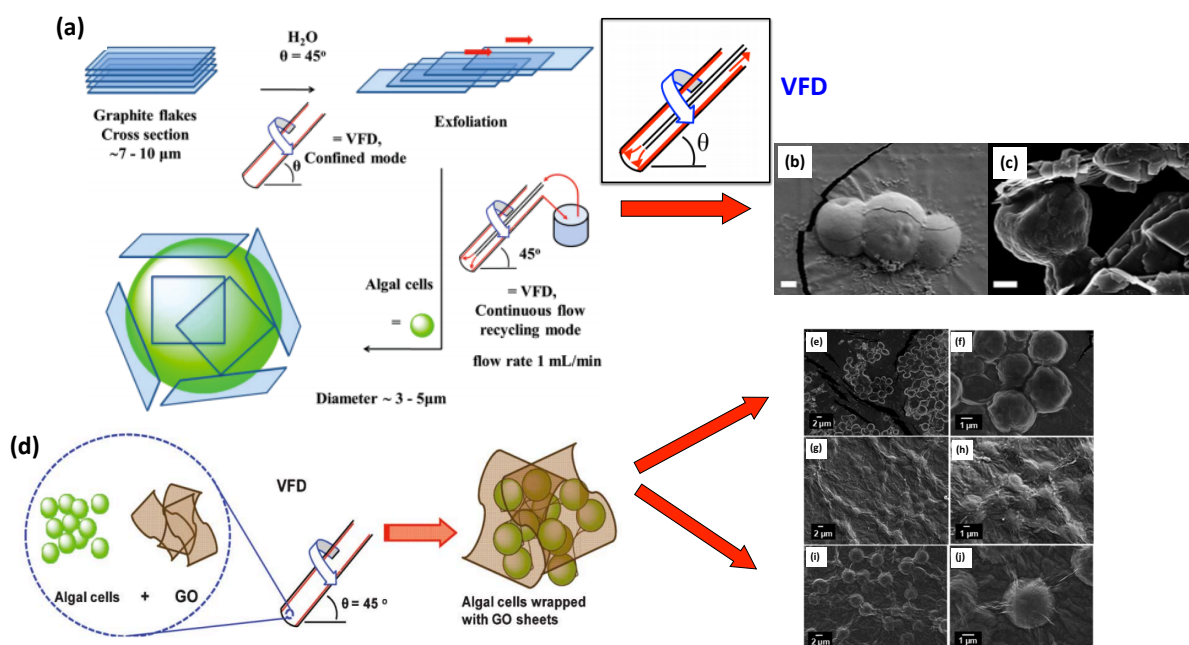 (a)
H₂O
θ = 45°
Graphite flakes
Cross section
~7 - 10 µm
θ
= VFD,
Confined mode
Exfoliation
θ
VFD
(b)
(c)
45°
Algal cells
=
= VFD,
Continuous flow
recycling mode
flow rate 1 mL/min
Diameter ~ 3 - 5µm
(d)
VFD
Algal cells + GO
θ = 45 °
Algal cells wrapped
with GO sheets
(e)
2 µm
(f)
1 µm
(g)
2 µm
(h)
1 µm
(i)
2 µm
(j)
1 µm